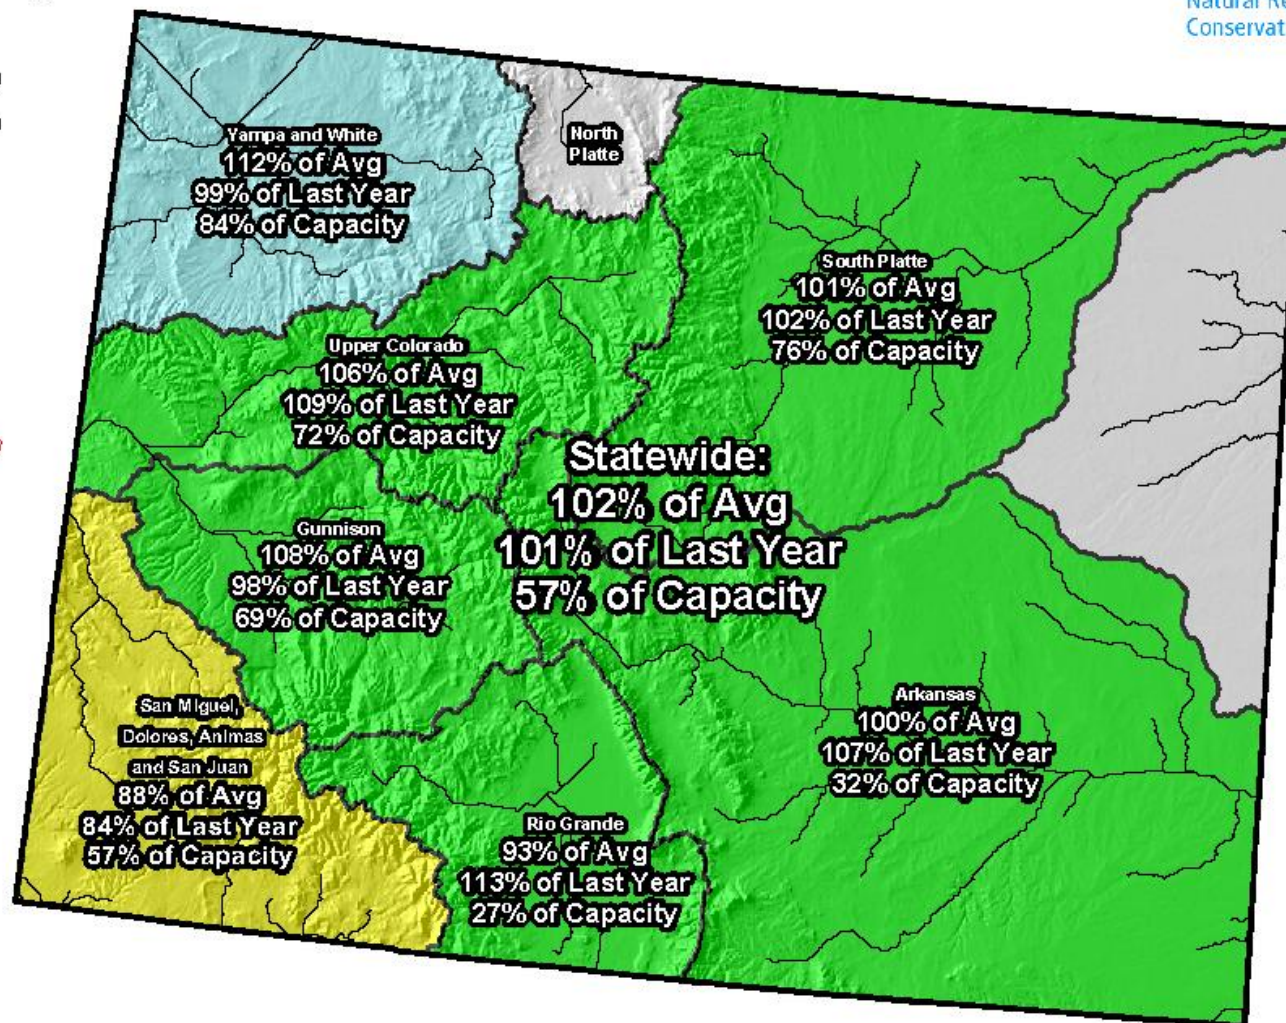 Natural Re
Conservat
Yampa and White
112% of Avg
99% of Last Year
84% of Capacity
North
Platte
South Platte
101% of Avg
102% of Last Year
76% of Capacity
Upper Colorado
106% of Avg
109% of Last Year
72% of Capacity
Statewide:
102% of Avg
101% of Last Year
57% of Capacity
Gunnison
108% of Avg
98% of Last Year
69% of Capacity
San Miguel,
Dolores, Animas
and San Juan
88% of Avg
84% of Last Year
57% of Capacity
Arkansas
100% of Avg
107% of Last Year
32% of Capacity
Rio Grande
93% of Avg
113% of Last Year
27% of Capacity